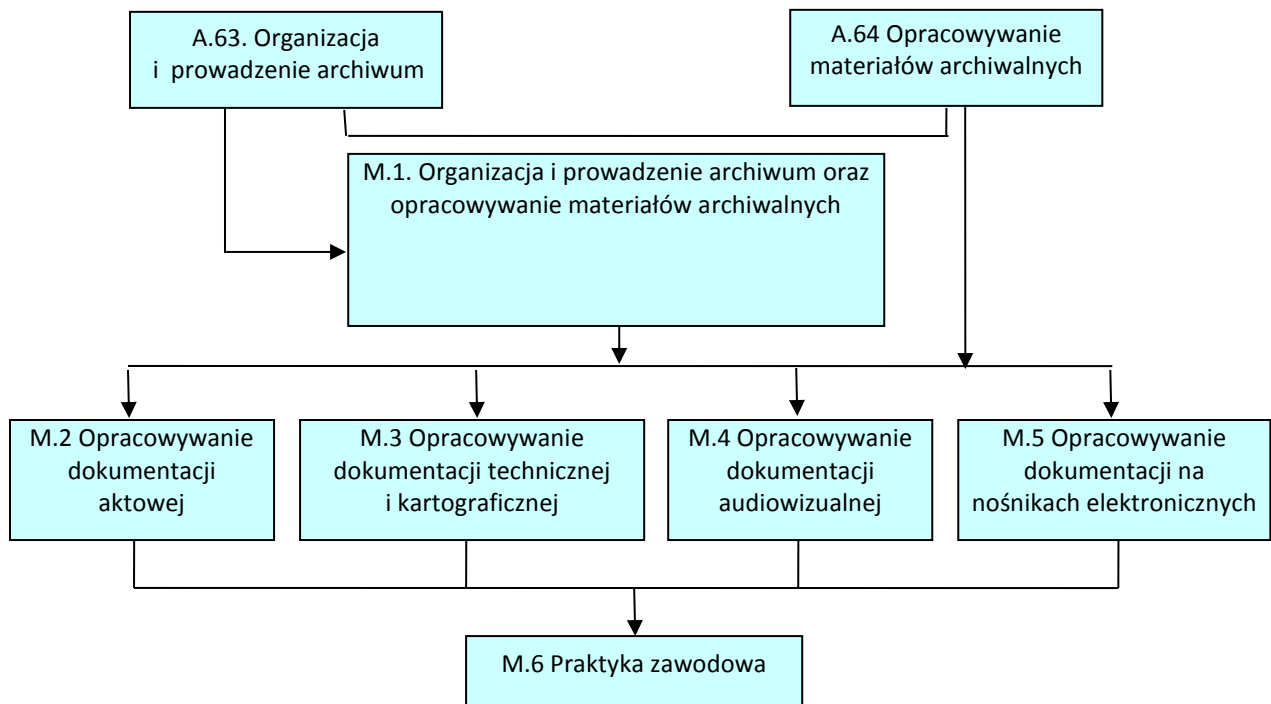 A.63. Organizacja
i prowadzenie archiwum
A.64 Opracowywanie
materiałów archiwalnych
M.1. Organizacja i prowadzenie archiwum oraz
opracowywanie materiałów archiwalnych
M.2 Opracowywanie
dokumentacji
aktowej
M.3 Opracowywanie
dokumentacji technicznej
i kartograficznej
M.4 Opracowywanie
dokumentacji
audiowizualnej
M.5 Opracowywanie
dokumentacji na
nośnikach elektronicznych
M.6 Praktyka zawodowa